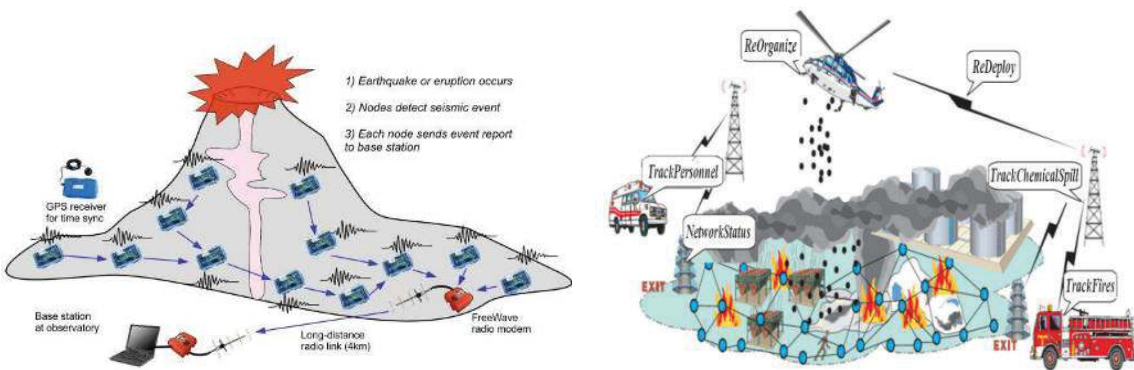 1) Earthquake or eruption occurs
2) Nodes detect seismic event
3) Each node sends event report
to base station
GPS receiver
for time sync
Base station
at observatory
Long-distance
radio link (4km)
FreeWave
radio modem
ReOrganize
ReDeploy
TrackPersonnel
TrackChemicalSpill
NetworkStatus
EXIT
TrackFires
EXIT